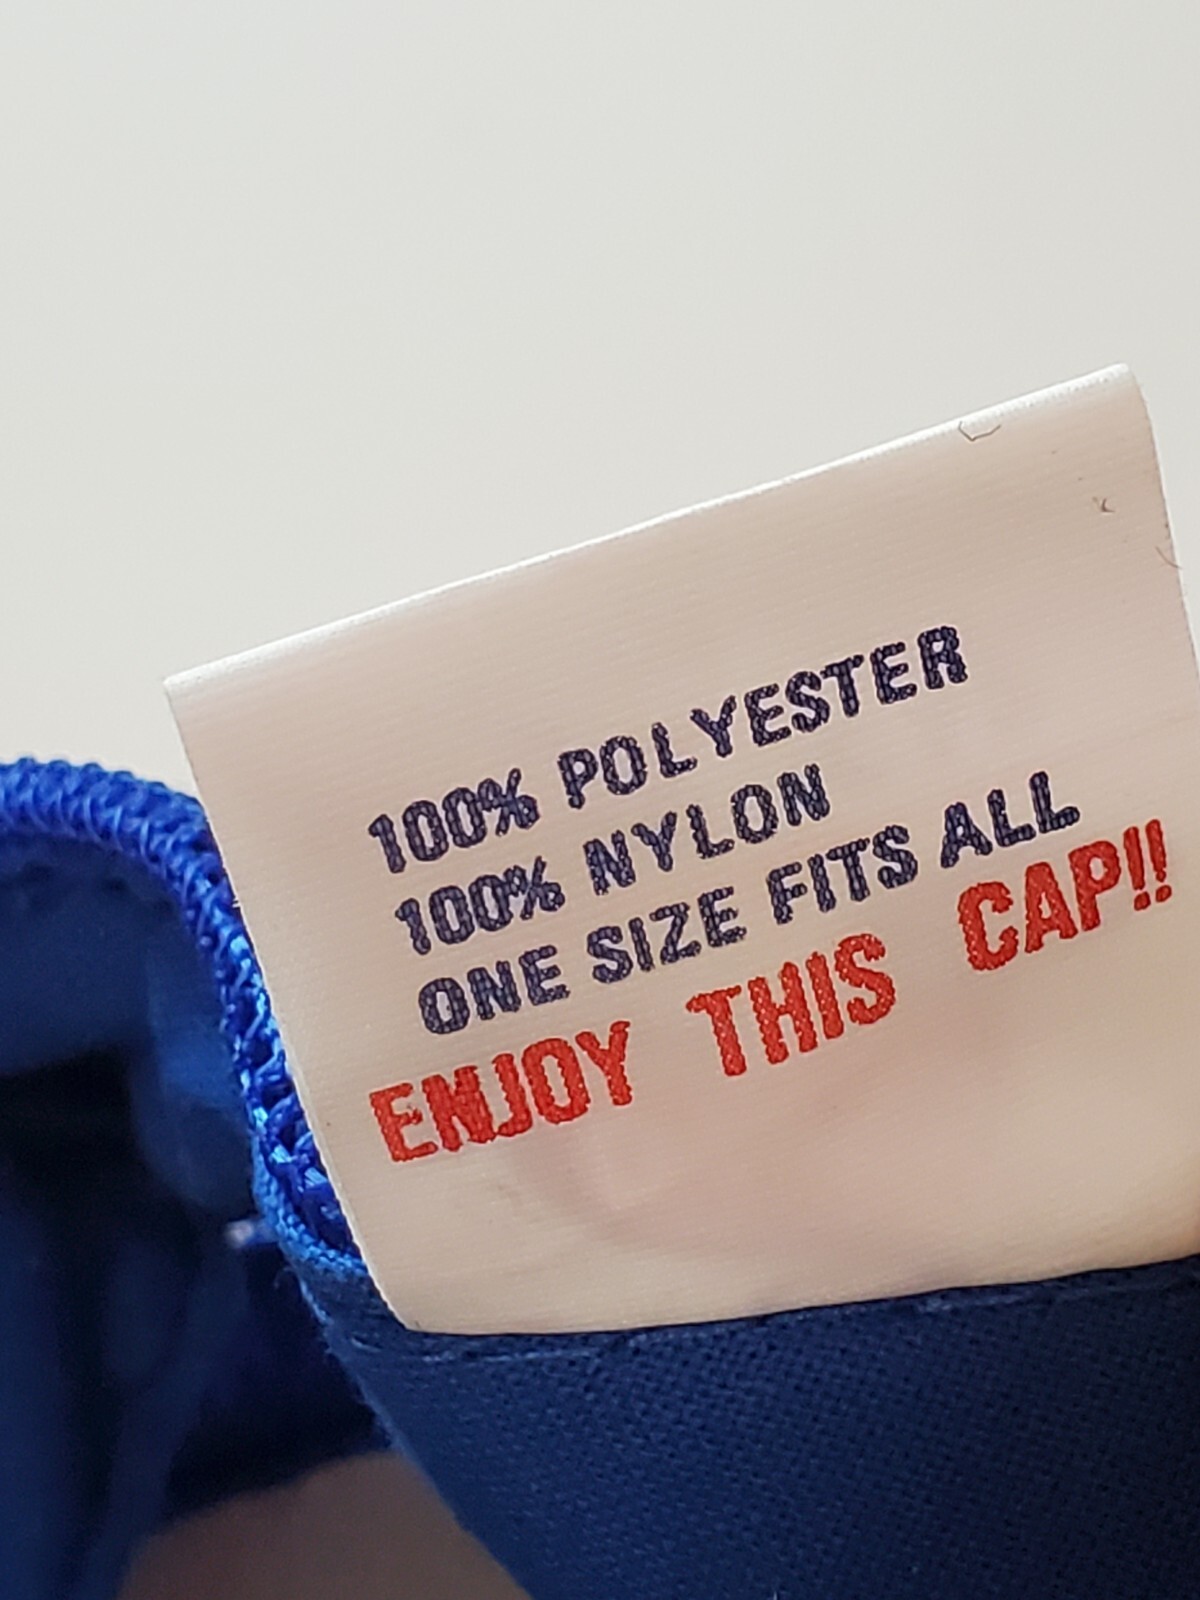 100% POLYESTER
100% NYLON
ONE SIZE FITS ALL
ENJOY THIS CAP!!